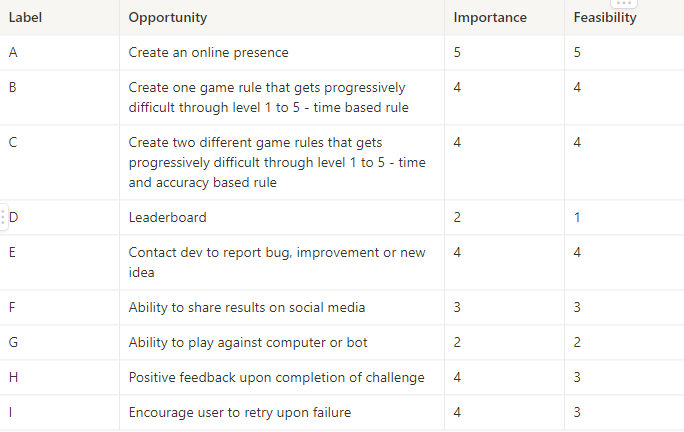 Label Opportunity Importance Feasibility
A Create an online presence 5 5
B Create one game rule that gets progressively 4 4
difficult through level 1 to 5 - time based rule
C Create two different game rules that gets 4 4
progressively difficult through level 1 to 5 - time
and accuracy based rule
D Leaderboard 2 1
E Contact dev to report bug, improvement or new 4 4
idea
F Ability to share results on social media 3 3
G Ability to play against computer or bot 2 2
H Positive feedback upon completion of challenge 4 3
I Encourage user to retry upon failure 4 3